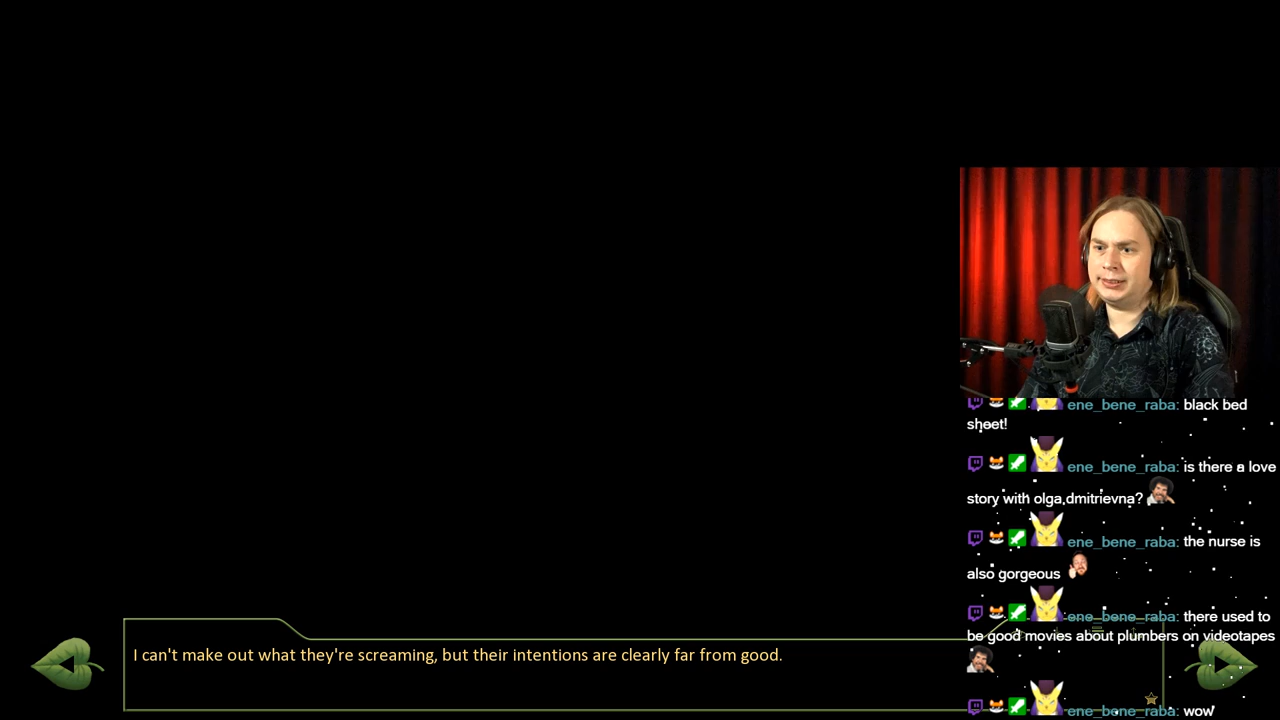 ene_bene_raba: black bed
sheet!
ene_bene_raba: is there a love
story with olga dmitrievna?
ene_bene_raba: the nurse is
also gorgeous
ene_bene_raba: there used to
be good movies about plumbers on videotapes
I can't make out what they're screaming, but their intentions are clearly far from good.
ene_bene_raba: wow